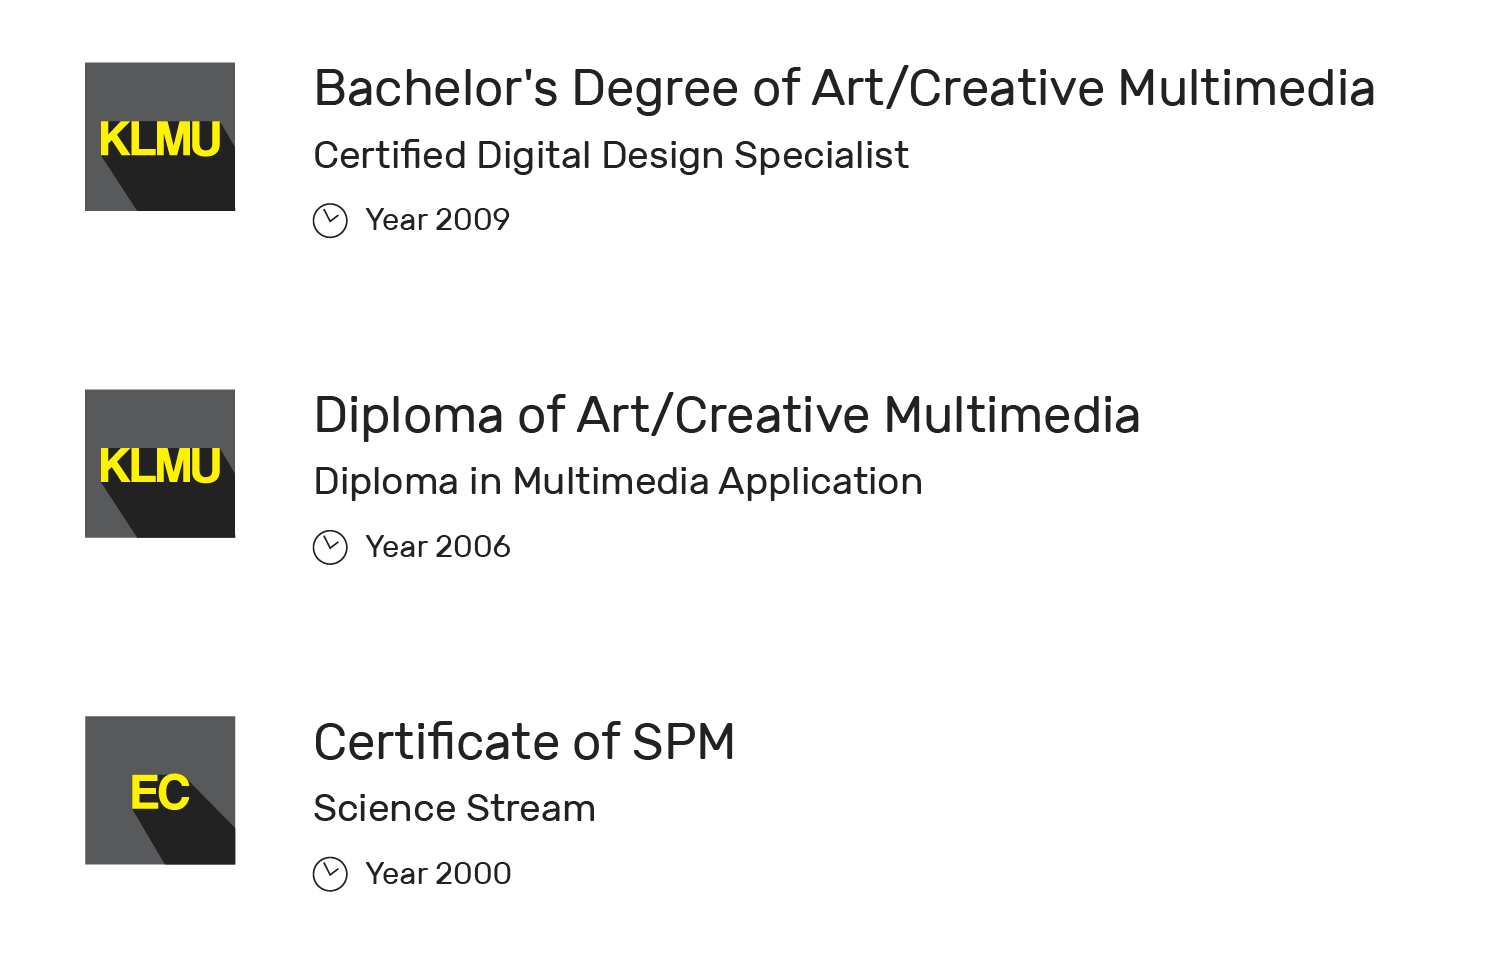 KLMU
Bachelor's Degree of Art/Creative Multimedia
Certified Digital Design Specialist
Year 2009
KLMU
Diploma of Art/Creative Multimedia
Diploma in Multimedia Application
Year 2006
EC
Certificate of SPM
Science Stream
Year 2000